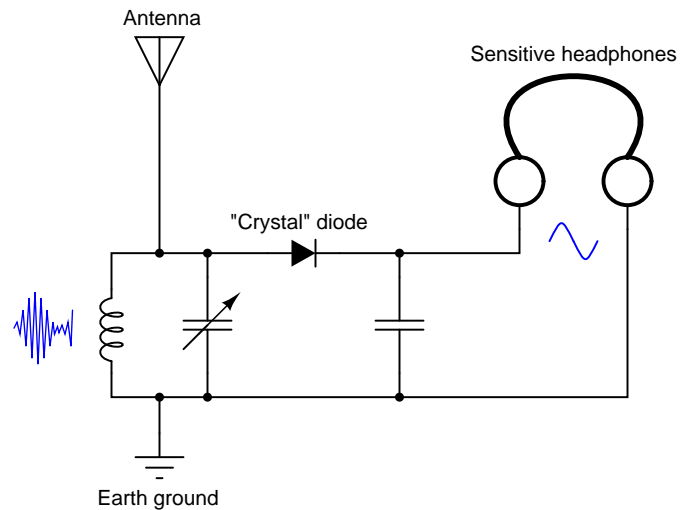 Antenna
Sensitive headphones
"Crystal" diode
Earth ground